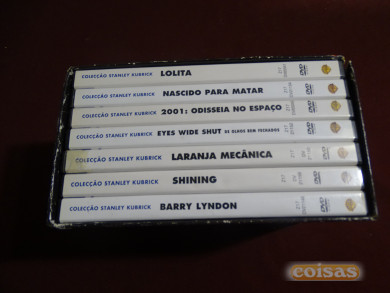 COLECÇÃO STANLEY KUBRICK LOLITA
COLECÇÃO STANLEY KUBRICK NASCIDO PARA MATAR
COLECÇÃO STANLEY KUBRICK 2001: ODISSEIA NO ESPAÇO
COLECÇÃO STANLEY KUBRICK EYES WIDE SHUT DE OLHOS BEM FECHADOS
COLECÇÃO STANLEY KUBRICK LARANJA MECÂNICA
COLECÇÃO STANLEY KUBRICK SHINING
COLECÇÃO STANLEY KUBRICK BARRY LYNDON
coisas